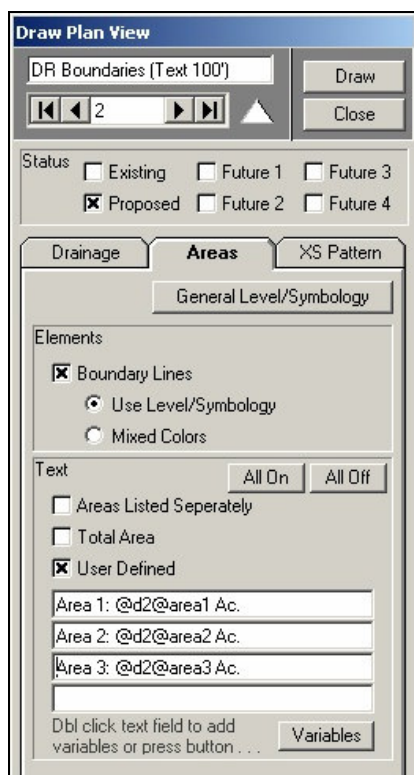 Draw Plan View
DR Boundaries (Text 100')
Draw
2
Close
Status
Existing Future 1 Future 3
Proposed Future 2 Future 4
Drainage Areas XS Pattern
General Level/Symbology
Elements
Boundary Lines
Use Level/Symbology
Mixed Colors
Text All On All Off
Areas Listed Seperately
Total Area
User Defined
Area 1: @d2@area1 Ac.
Area 2: @d2@area2 Ac.
Area 3: @d2@area3 Ac.
Dbl click text field to add
variables or press button . . .
Variables